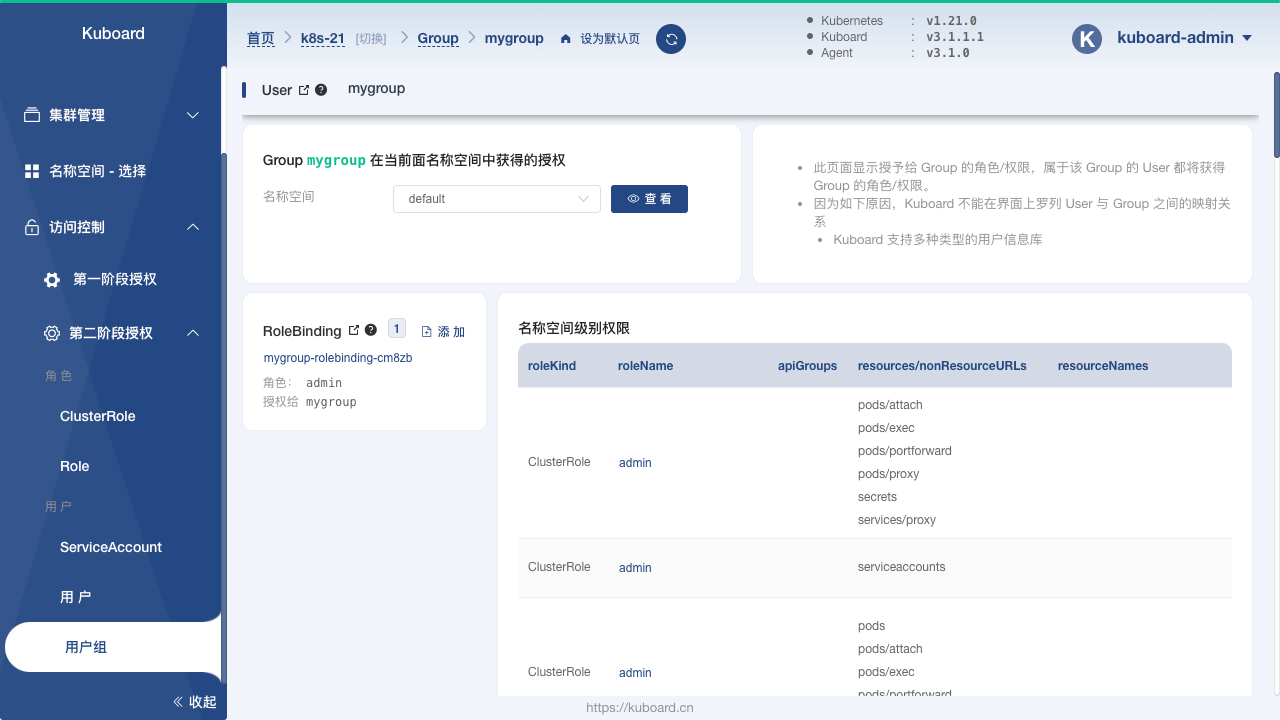 Kuboard
集群管理
名称空间 - 选择
访问控制
第一阶段授权
第二阶段授权
角 色
ClusterRole
Role
用 户
ServiceAccount
用 户
用户组
收起
首页 k8s-21 [切换] Group mygroup 设为默认页
Kubernetes : v1.21.0
Kuboard : v3.1.1.1
Agent : v3.1.0
K kuboard-admin
User mygroup
Group mygroup 在当前面名称空间中获得的授权
名称空间 default 查 看
此页面显示授予给 Group 的角色/权限，属于该 Group 的 User 都将获得
Group 的角色/权限。
因为如下原因，Kuboard 不能在界面上罗列 User 与 Group 之间的映射关
系
Kuboard 支持多种类型的用户信息库
RoleBinding 1 添 加
mygroup-rolebinding-cm8zb
角色： admin
授权给 mygroup
名称空间级别权限
roleKind roleName apiGroups resources/nonResourceURLs resourceNames
pods/attach
pods/exec
pods/portforward
ClusterRole admin
pods/proxy
secrets
services/proxy
ClusterRole admin serviceaccounts
pods
pods/attach
ClusterRole admin pods/exec
pods/portforward
https://kuboard.cn